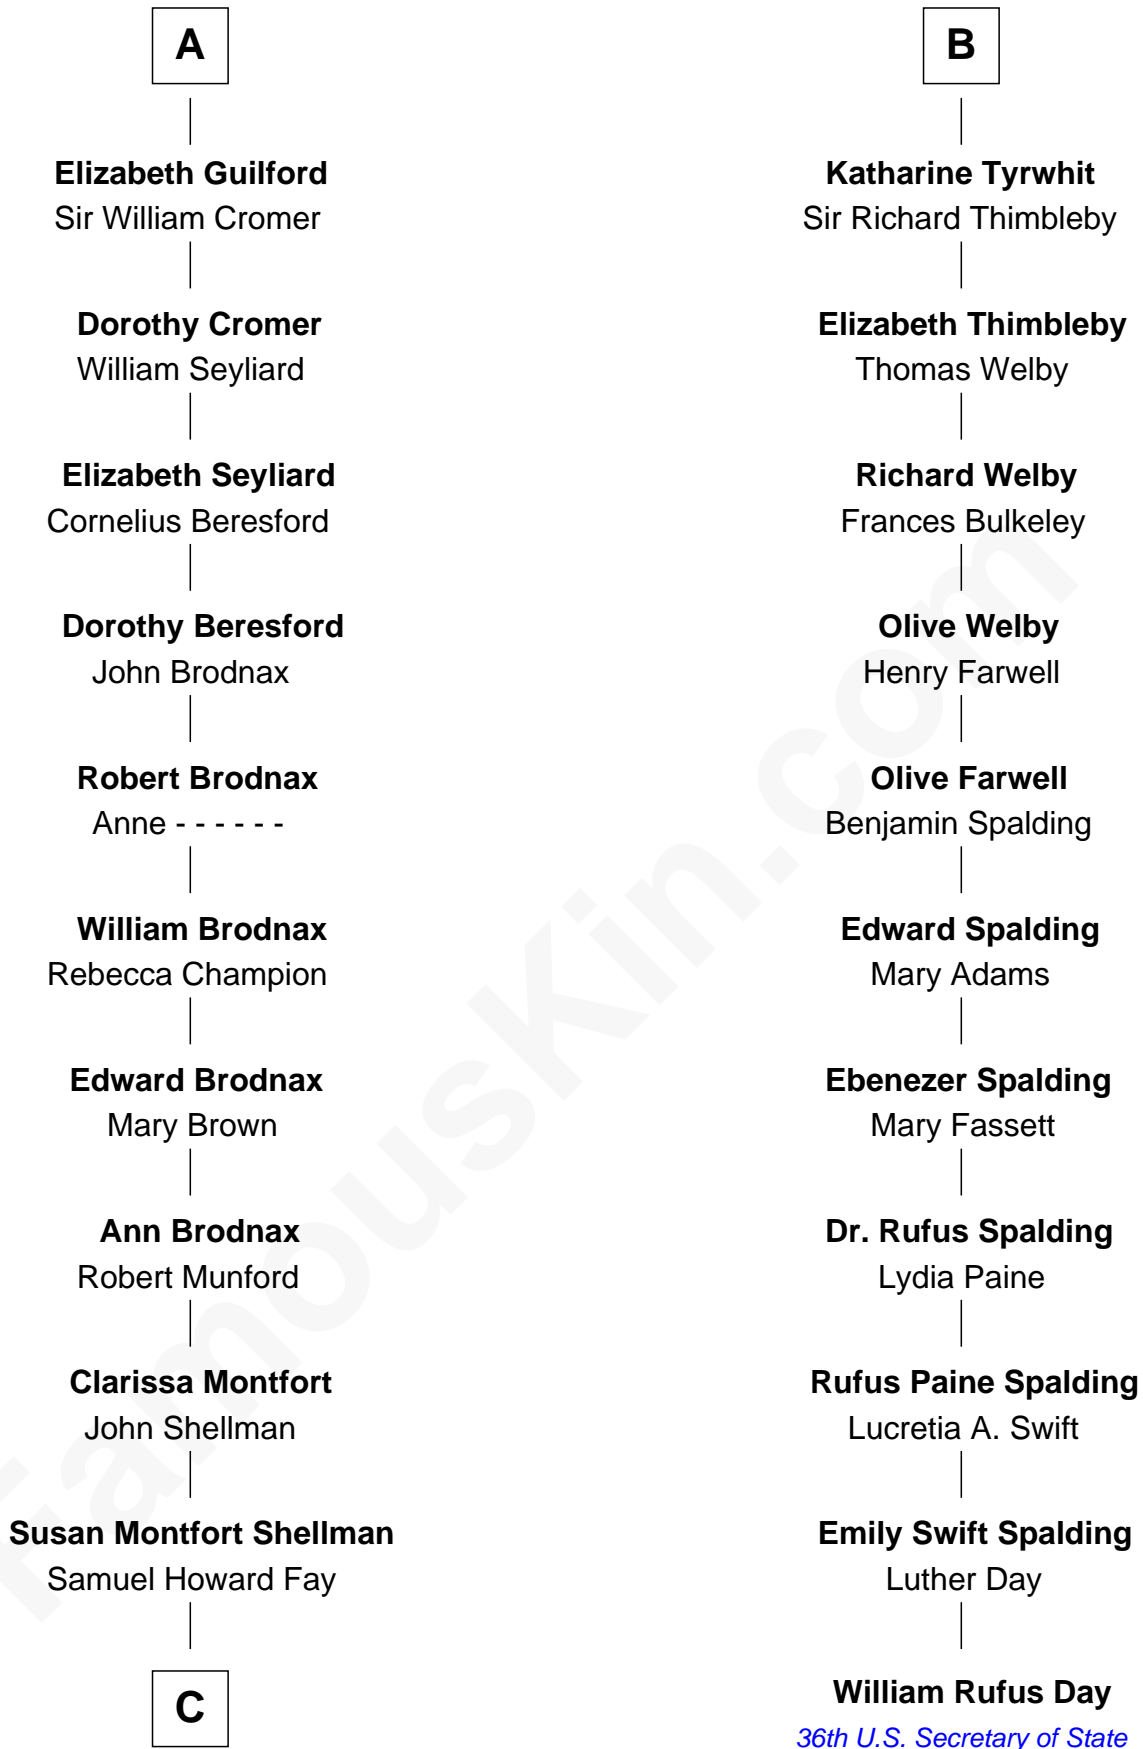 A
Elizabeth Guilford
Sir William Cromer
Dorothy Cromer
William Seyliard
Elizabeth Seyliard
Cornelius Beresford
Dorothy Beresford
John Brodnax
Robert Brodnax
Anne - - - - - -
William Brodnax
Rebecca Champion
Edward Brodnax
Mary Brown
Ann Brodnax
Robert Munford
Clarissa Montfort
John Shellman
Susan Montfort Shellman
Samuel Howard Fay
C
B
Katharine Tyrwhit
Sir Richard Thimbleby
Elizabeth Thimbleby
Thomas Welby
Richard Welby
Frances Bulkeley
Olive Welby
Henry Farwell
Olive Farwell
Benjamin Spalding
Edward Spalding
Mary Adams
Ebenezer Spalding
Mary Fassett
Dr. Rufus Spalding
Lydia Paine
Rufus Paine Spalding
Lucretia A. Swift
Emily Swift Spalding
Luther Day
William Rufus Day
36th U.S. Secretary of State
FamousKin.com